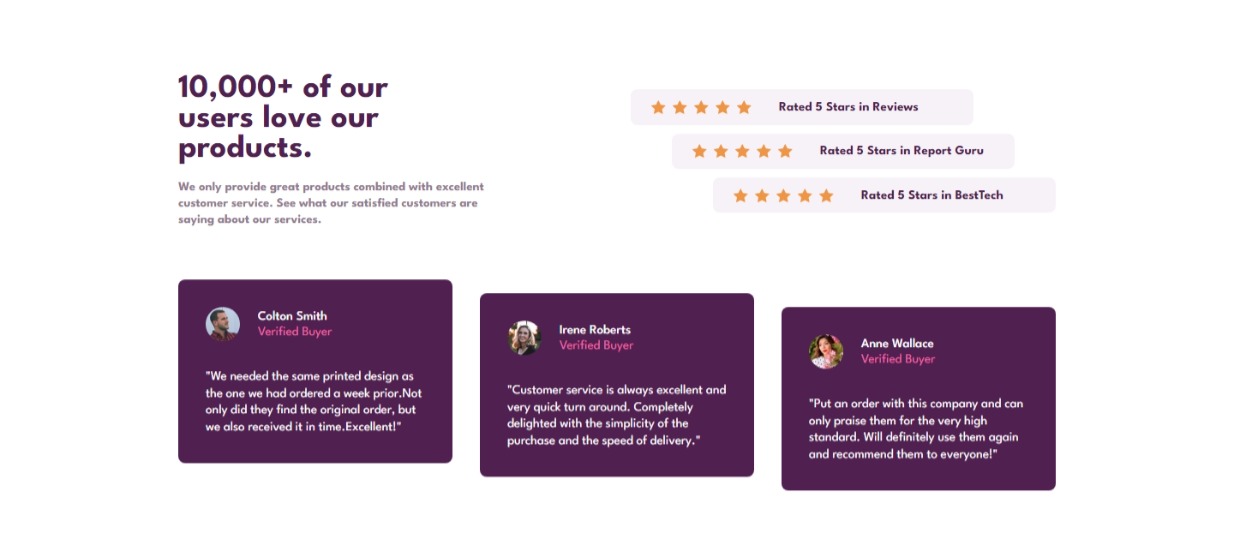 10,000+ of our
users love our
products.
We only provide great products combined with excellent
customer service. See what our satisfied customers are
saying about our services.
Rated 5 Stars in Reviews
Rated 5 Stars in Report Guru
Rated 5 Stars in BestTech
Colton Smith
Verified Buyer
"We needed the same printed design as
the one we had ordered a week prior.Not
only did they find the original order, but
we also received it in time.Excellent!"
Irene Roberts
Verified Buyer
"Customer service is always excellent and
very quick turn around. Completely
delighted with the simplicity of the
purchase and the speed of delivery."
Anne Wallace
Verified Buyer
"Put an order with this company and can
only praise them for the very high
standard. Will definitely use them again
and recommend them to everyone!"